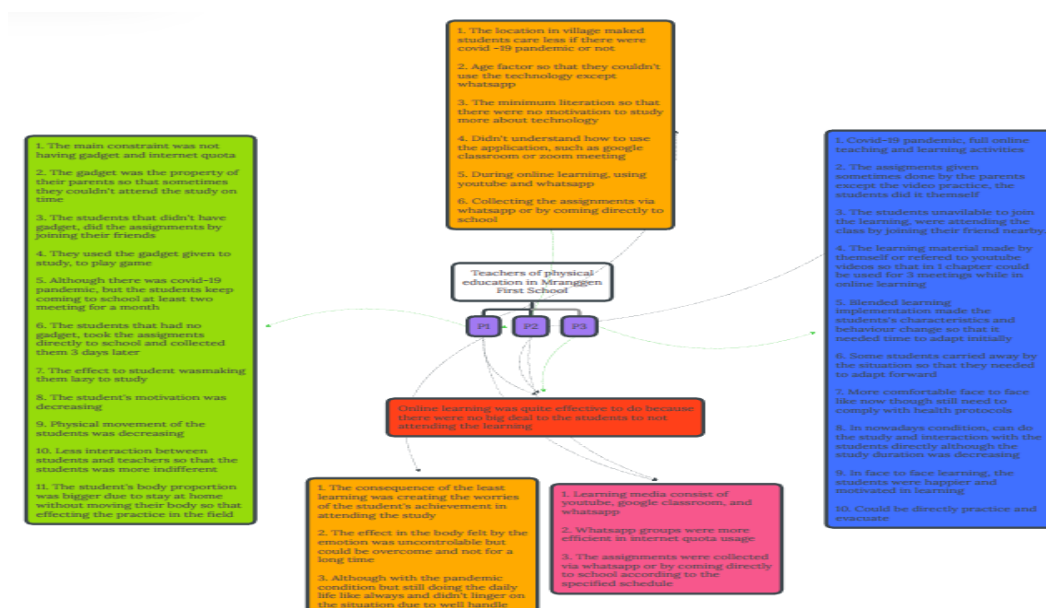 1. The location in village maked
students care less if there were
covid -19 pandemic or not
2. Age factor so that they couldn't
use the technology except
whatsapp
3. The minimum literation so that
there were no motivation to study
more about technology
4. Didn't understand how to use
the application, such as google
classroom or zoom meeting
5. During online learning, using
youtube and whatsapp
6. Collecting the assignments via
whatsapp or by coming directly to
school
1. The main constraint was not
having gadget and internet quota
2. The gadget was the property of
their parents so that sometimes
they couldn't attend the study on
time
3. The students that didn't have
gadget, did the assignments by
joining their friends
4. They used the gadget given to
study, to play game
5. Although there was covid-19
pandemic, but the students keep
coming to school at least two
meeting for a month
6. The students that had no
gadget, took the assigments
directly to school and collected
them 3 days later
7. The effect to student wasmaking
them lazy to study
8. The student's motivation was
decreasing
9. Physical movement of the
students was decreasing
10. Less interaction between
students and teachers so that the
students was more indifferent
11. The student's body proportion
was bigger due to stay at home
without moving their body so that
effecting the practice in the field
Teachers of physical
education in Mranggen
First School
P1
P2
P3
1. Covid-19 pandemic, full online
teaching and learning activities
2. The assigments given
sometimes done by the parents
except the video practice, the
students did it themself
3. The students unavilable to join
the learning, were attending the
class by joining their friend nearby.
4. The learning material made by
themself or refered to youtube
videos so that in 1 chapter could
be used for 3 meetings while in
online learning
5. Blended learning
implementation made the
student's characteristics and
behaviour change so that it
needed time to adapt initially
6. Some students carried away by
the situation so that they needed
to adapt forward
7. More comfortable face to face
like now though still need to
comply with health protocols
8. In nowadays condition, can do
the study and interaction with the
students directly although the
study duration was decreasing
9. In face to face learning, the
students were happier and
motivated in learning
10. Could be directly practice and
evacuate
Online learning was quite effective to do because
there were no big deal to the students to not
attending the learning
1. The consequence of the least
learning was creating the worries
of the student's achievement in
attending the study
2. The effect in the body felt by the
emotion was uncontrolable but
could be overcome and not for a
long time
3. Although with the pandemic
condition but still doing the daily
life like always and didn't linger on
the situation due to well handle
1. Learning media consist of
youtube, google classroom, and
whatsapp
2. Whatsapp groups were more
efficient in internet quota usage
3. The assignments were collected
via whatsapp or by coming directly
to school according to the
specified schedule